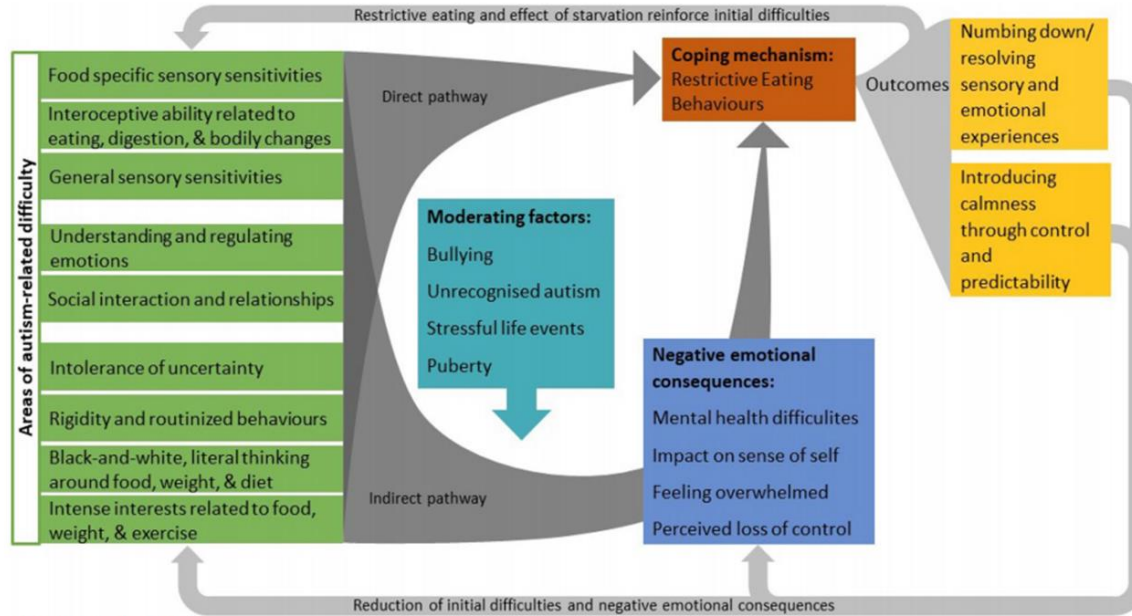 Restrictive eating and effect of starvation reinforce initial difficulties
Areas of autism-related difficulty
Food specific sensory sensitivities
Interoceptive ability related to
eating, digestion, & bodily changes
General sensory sensitivities
Understanding and regulating
emotions
Social interaction and relationships
Intolerance of uncertainty
Rigidity and routinized behaviours
Black-and-white, literal thinking
around food, weight, & diet
Intense interests related to food,
weight, & exercise
Direct pathway
Indirect pathway
Moderating factors:
Bullying
Unrecognised autism
Stressful life events
Puberty
Coping mechanism:
Restrictive Eating
Behaviours
Negative emotional
consequences:
Mental health difficulites
Impact on sense of self
Feeling overwhelmed
Perceived loss of control
Outcomes
Numbing down/
resolving
sensory and
emotional
experiences
Introducing
calmness
through control
and
predictability
Reduction of initial difficulties and negative emotional consequences